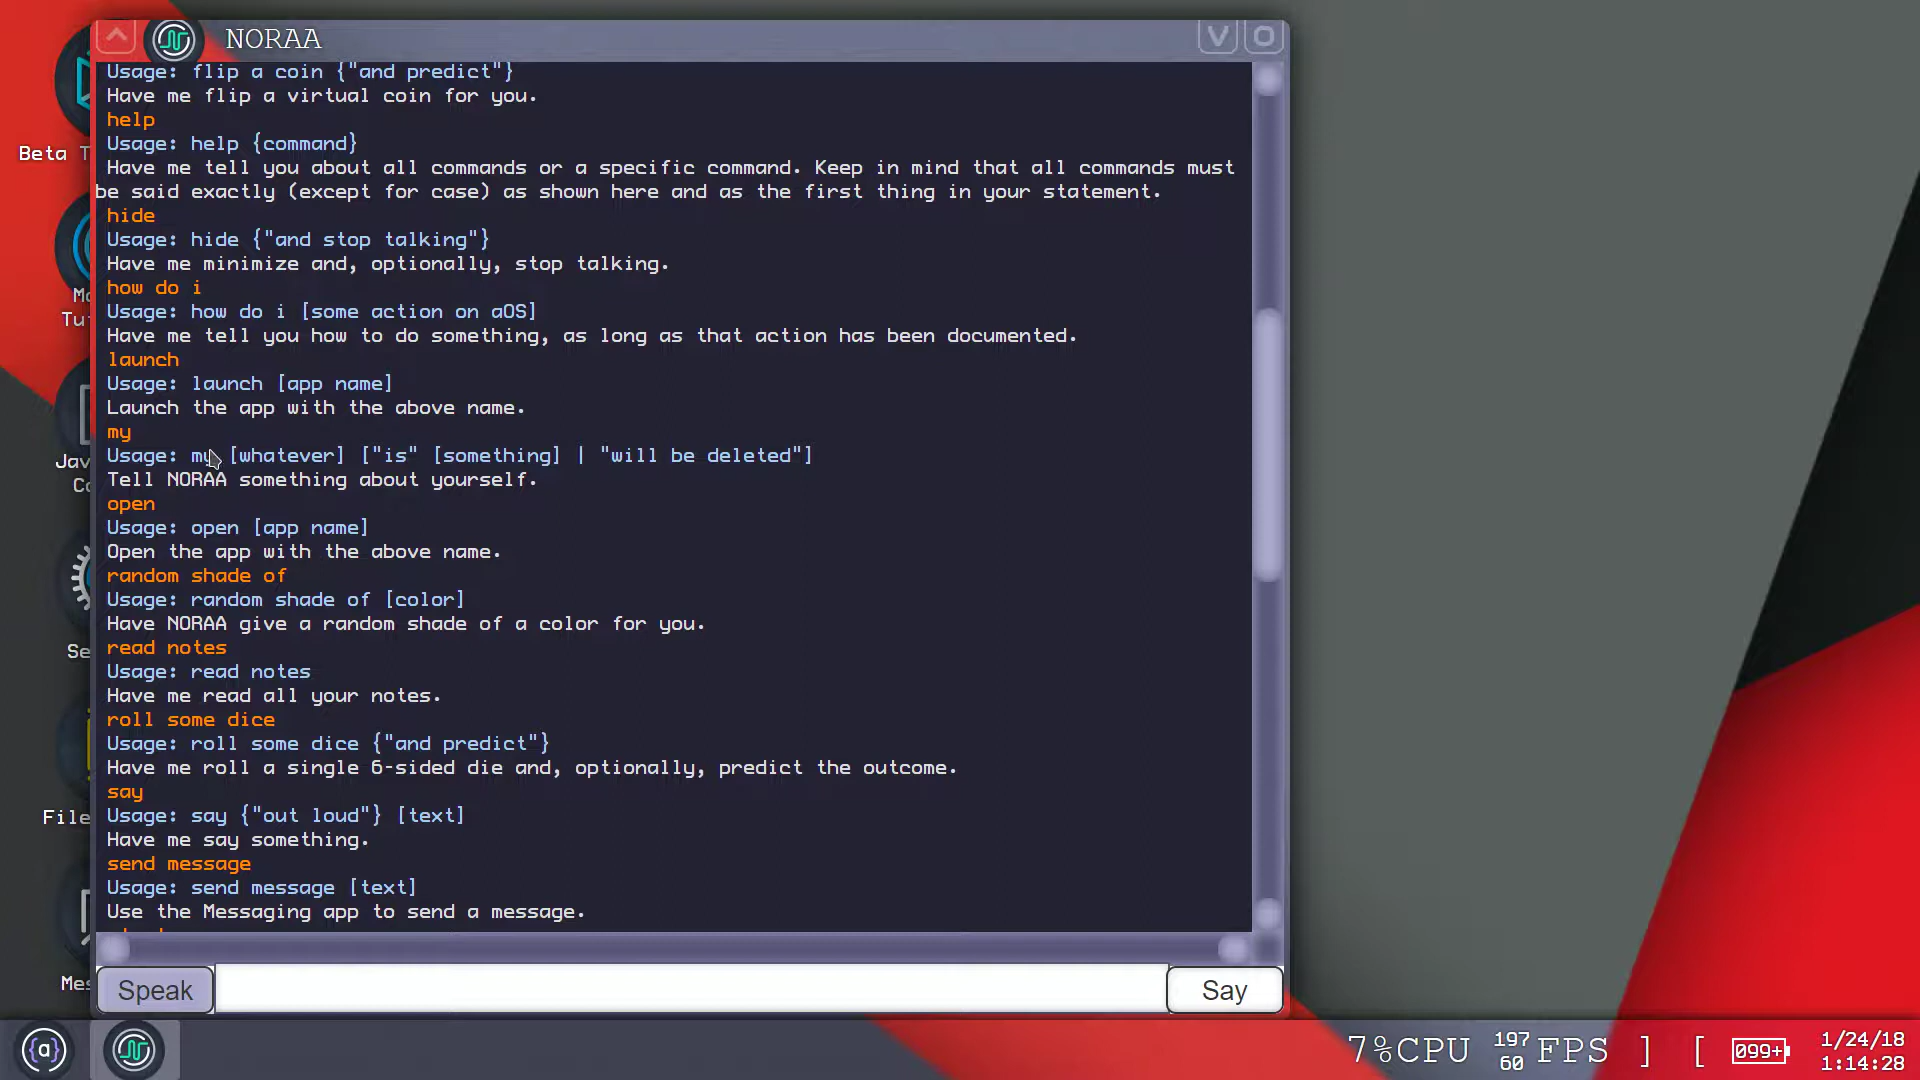 NORAA
V O
Usage: flip a coin {"and predict"}
Have me flip a virtual coin for you.
help
Usage: help {command}
Have me tell you about all commands or a specific command. Keep in mind that all commands must
be said exactly (except for case) as shown here and as the first thing in your statement.
hide
Usage: hide {"and stop talking"}
Have me minimize and, optionally, stop talking.
how do i
Usage: how do i [some action on aOS]
Have me tell you how to do something, as long as that action has been documented.
launch
Usage: launch [app name]
Launch the app with the above name.
my
Usage: my [whatever] ["is" [something] | "will be deleted"]
Tell NORAA something about yourself.
open
Usage: open [app name]
Open the app with the above name.
random shade of
Usage: random shade of [color]
Have NORAA give a random shade of a color for you.
read notes
Usage: read notes
Have me read all your notes.
roll some dice
Usage: roll some dice {"and predict"}
Have me roll a single 6-sided die and, optionally, predict the outcome.
say
Usage: say {"out loud"} [text]
Have me say something.
send message
Usage: send message [text]
Use the Messaging app to send a message.
Speak
Say
Beta T
Mo
Tu
Jav
Co
Se
File
Mes
{a}
7%CPU
197
60 FPS
] [
099+
1/24/18
1:14:28